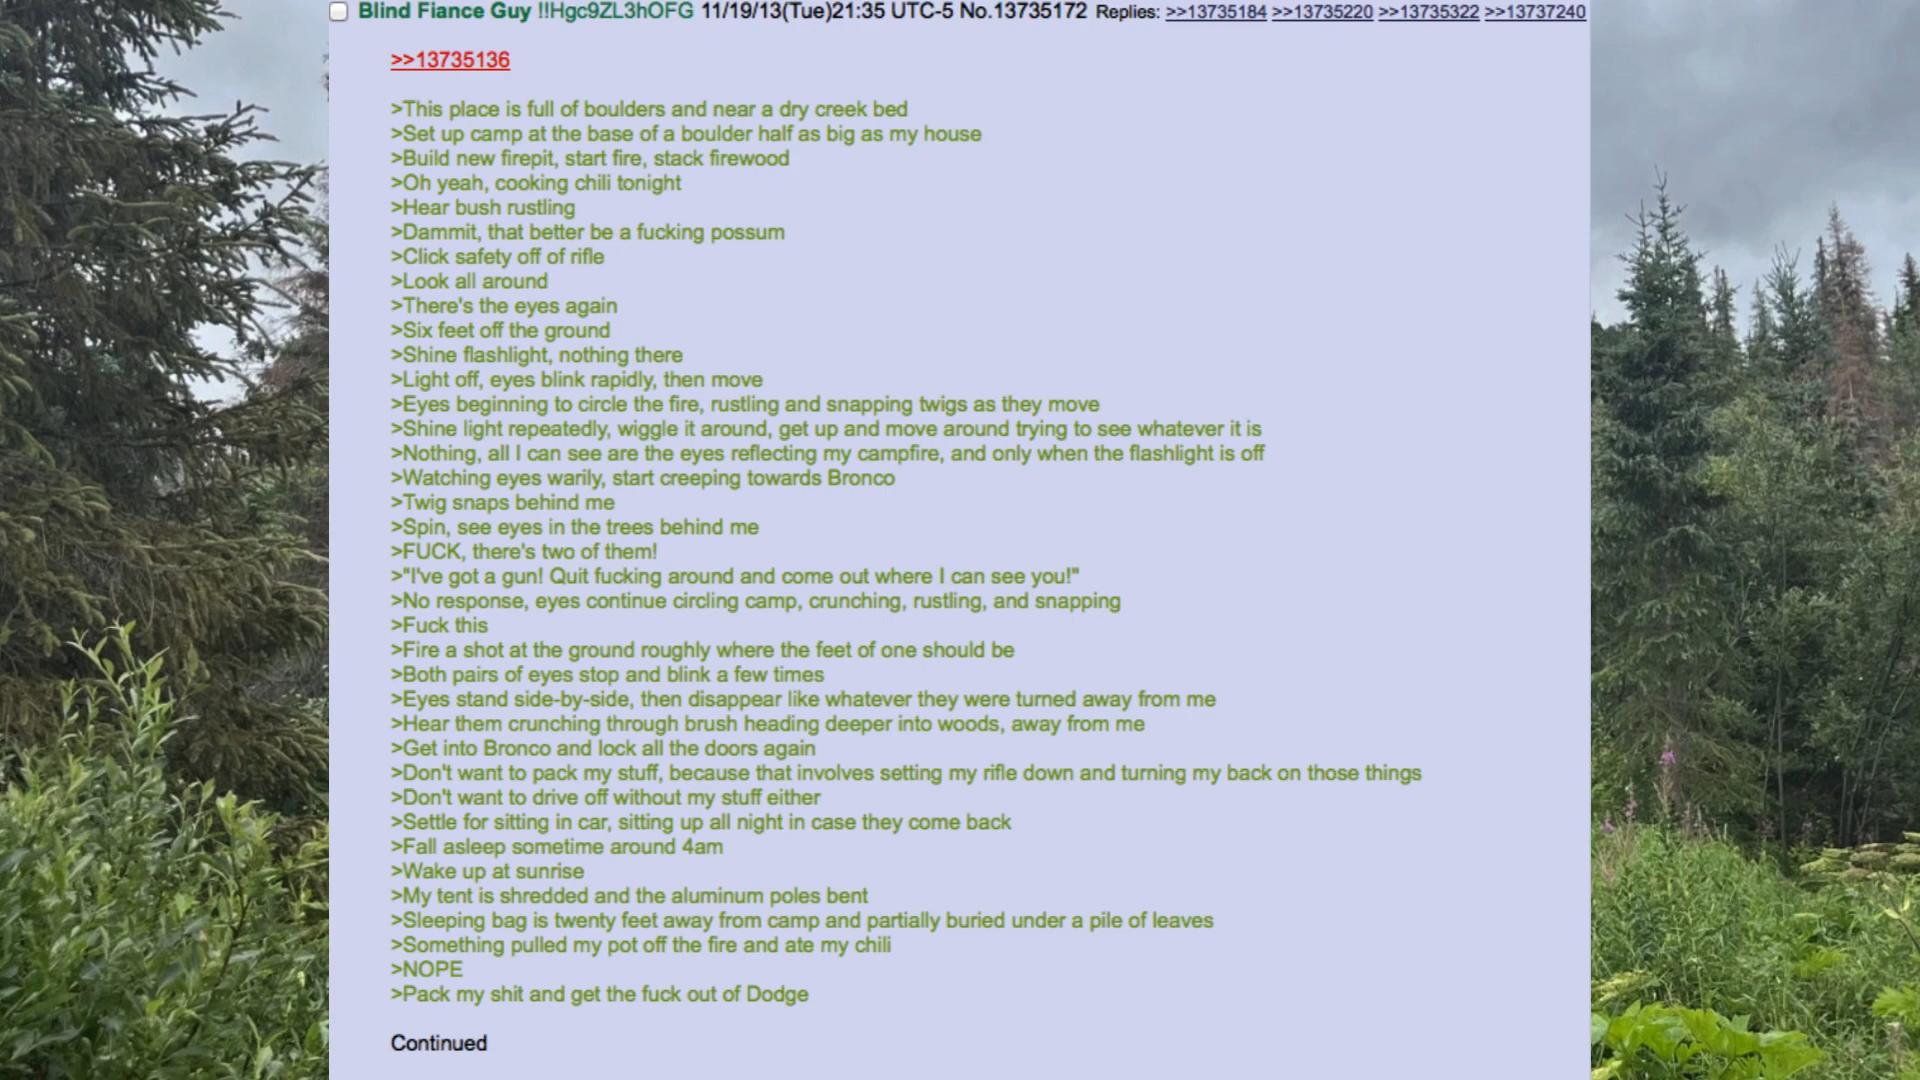 Blind Fiance Guy !!Hgc9ZL3hOFG 11/19/13(Tue)21:35 UTC-5 No.13735172 Replies: >>13735184 >>13735220 >>13735322 >>13737240
>>13735136
>This place is full of boulders and near a dry creek bed
>Set up camp at the base of a boulder half as big as my house
>Build new firepit, start fire, stack firewood
>Oh yeah, cooking chili tonight
>Hear bush rustling
>Dammit, that better be a fucking possum
>Click safety off of rifle
>Look all around
>There's the eyes again
>Six feet off the ground
>Shine flashlight, nothing there
>Light off, eyes blink rapidly, then move
>Eyes beginning to circle the fire, rustling and snapping twigs as they move
>Shine light repeatedly, wiggle it around, get up and move around trying to see whatever it is
>Nothing, all I can see are the eyes reflecting my campfire, and only when the flashlight is off
>Watching eyes warily, start creeping towards Bronco
>Twig snaps behind me
>Spin, see eyes in the trees behind me
>FUCK, there's two of them!
>"I've got a gun! Quit fucking around and come out where I can see you!"
>No response, eyes continue circling camp, crunching, rustling, and snapping
>Fuck this
>Fire a shot at the ground roughly where the feet of one should be
>Both pairs of eyes stop and blink a few times
>Eyes stand side-by-side, then disappear like whatever they were turned away from me
>Hear them crunching through brush heading deeper into woods, away from me
>Get into Bronco and lock all the doors again
>Don't want to pack my stuff, because that involves setting my rifle down and turning my back on those things
>Don't want to drive off without my stuff either
>Settle for sitting in car, sitting up all night in case they come back
>Fall asleep sometime around 4am
>Wake up at sunrise
>My tent is shredded and the aluminum poles bent
>Sleeping bag is twenty feet away from camp and partially buried under a pile of leaves
>Something pulled my pot off the fire and ate my chili
>NOPE
>Pack my shit and get the fuck out of Dodge
Continued